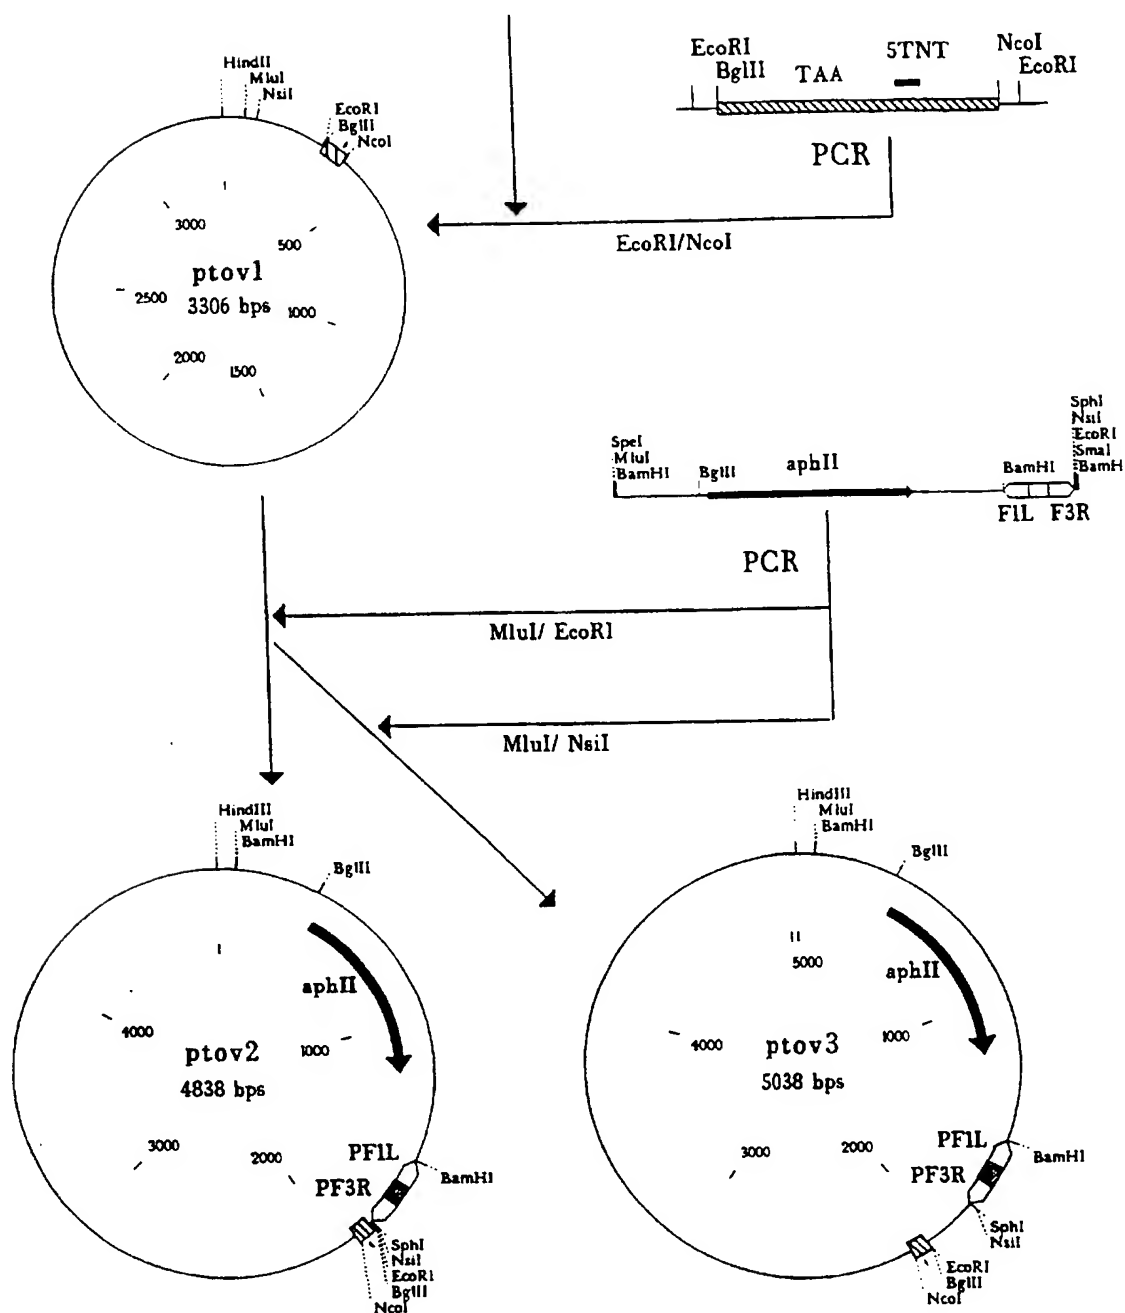 HindII
MluI
NsiI
EcoRI
BglII
NcoI
1
3000
500
ptov1
3306 bps
2500
1000
2000
1500
EcoRI
BglII
TAA
5TNT
NcoI
EcoRI
PCR
EcoRI/NcoI
SpeI
MluI
BamHI
BglII
aphII
BamHI
SphI
NsiI
EcoRI
SmaI
BamH
F1L
F3R
PCR
MluI/ EcoRI
MluI/ NsiI
HindIII
MluI
BamHI
BglII
1
aphII
4000
1000
ptov2
4838 bps
3000
2000
PF1L
PF3R
BamHI
SphI
NsiI
EcoRI
BglII
NcoI
HindIII
MluI
BamHI
BglII
5000
aphII
4000
1000
ptov3
5038 bps
3000
2000
PF1L
PF3R
BamHI
SphI
NsiI
EcoRI
BglII
NcoI